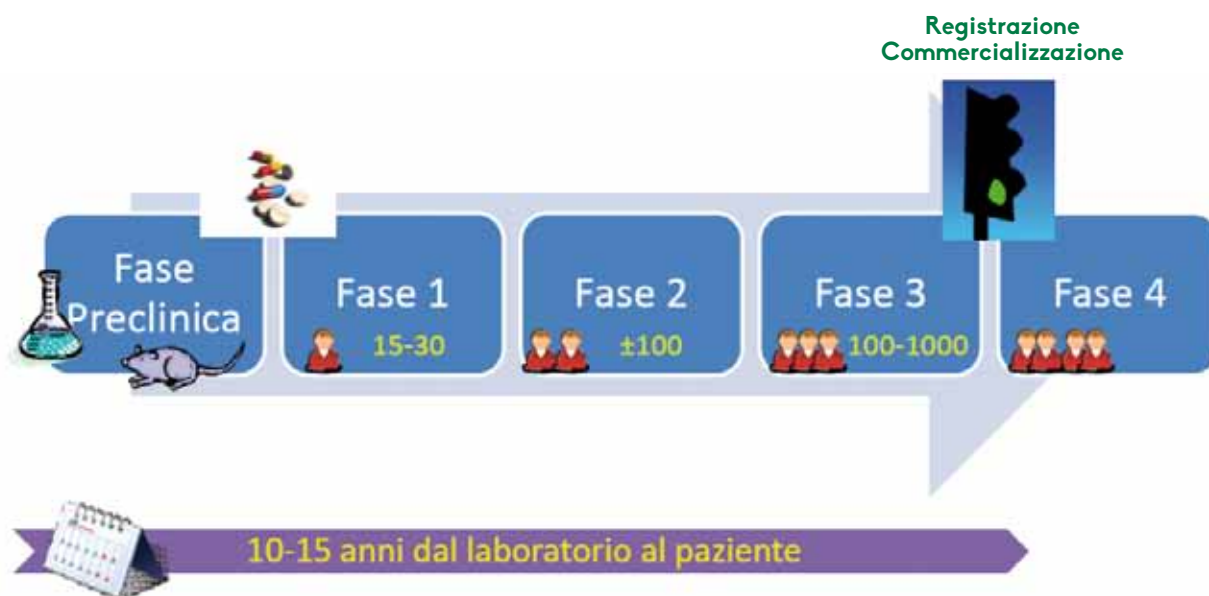 Registrazione
Commercializzazione
Fase
Preclinica
Fase 1
15-30
Fase 2
±100
Fase 3
100-1000
Fase 4
10-15 anni dal laboratorio al paziente